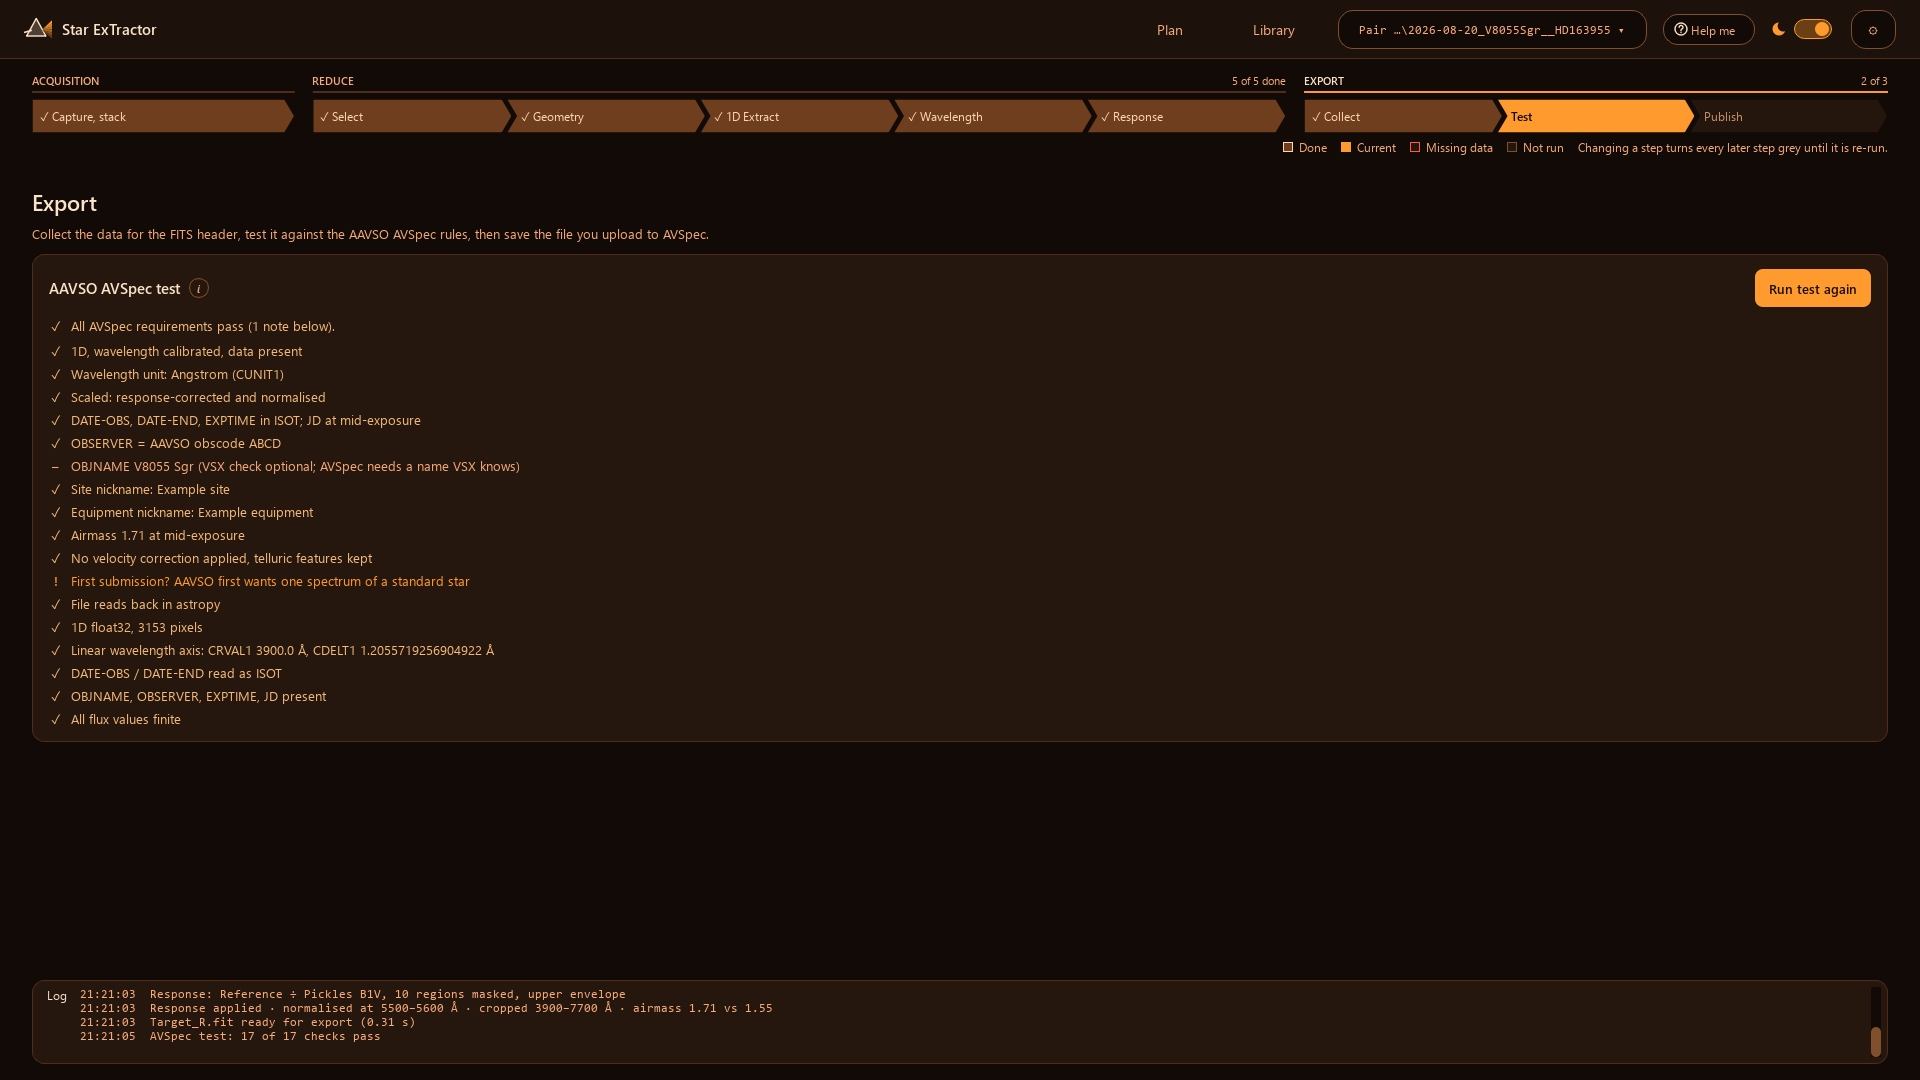 Star ExTractor
Plan
Library
Pair …\2026-08-20_V8055Sgr__HD163955 ▾
Help me
ACQUISITION
REDUCE
5 of 5 done
EXPORT
2 of 3
✓ Capture, stack
✓ Select
✓ Geometry
✓ 1D Extract
✓ Wavelength
✓ Response
✓ Collect
Test
Publish
Done
Current
Missing data
Not run
Changing a step turns every later step grey until it is re-run.
Export
Collect the data for the FITS header, test it against the AAVSO AVSpec rules, then save the file you upload to AVSpec.
AAVSO AVSpec test
i
Run test again
✓ All AVSpec requirements pass (1 note below).
✓ 1D, wavelength calibrated, data present
✓ Wavelength unit: Angstrom (CUNIT1)
✓ Scaled: response-corrected and normalised
✓ DATE-OBS, DATE-END, EXPTIME in ISOT; JD at mid-exposure
✓ OBSERVER = AAVSO obscode ABCD
– OBJNAME V8055 Sgr (VSX check optional; AVSpec needs a name VSX knows)
✓ Site nickname: Example site
✓ Equipment nickname: Example equipment
✓ Airmass 1.71 at mid-exposure
✓ No velocity correction applied, telluric features kept
! First submission? AAVSO first wants one spectrum of a standard star
✓ File reads back in astropy
✓ 1D float32, 3153 pixels
✓ Linear wavelength axis: CRVAL1 3900.0 Å, CDELT1 1.2055719256904922 Å
✓ DATE-OBS / DATE-END read as ISOT
✓ OBJNAME, OBSERVER, EXPTIME, JD present
✓ All flux values finite
Log
21:21:03 Response: Reference ÷ Pickles B1V, 10 regions masked, upper envelope
21:21:03 Response applied · normalised at 5500–5600 Å · cropped 3900–7700 Å · airmass 1.71 vs 1.55
21:21:03 Target_R.fit ready for export (0.31 s)
21:21:05 AVSpec test: 17 of 17 checks pass